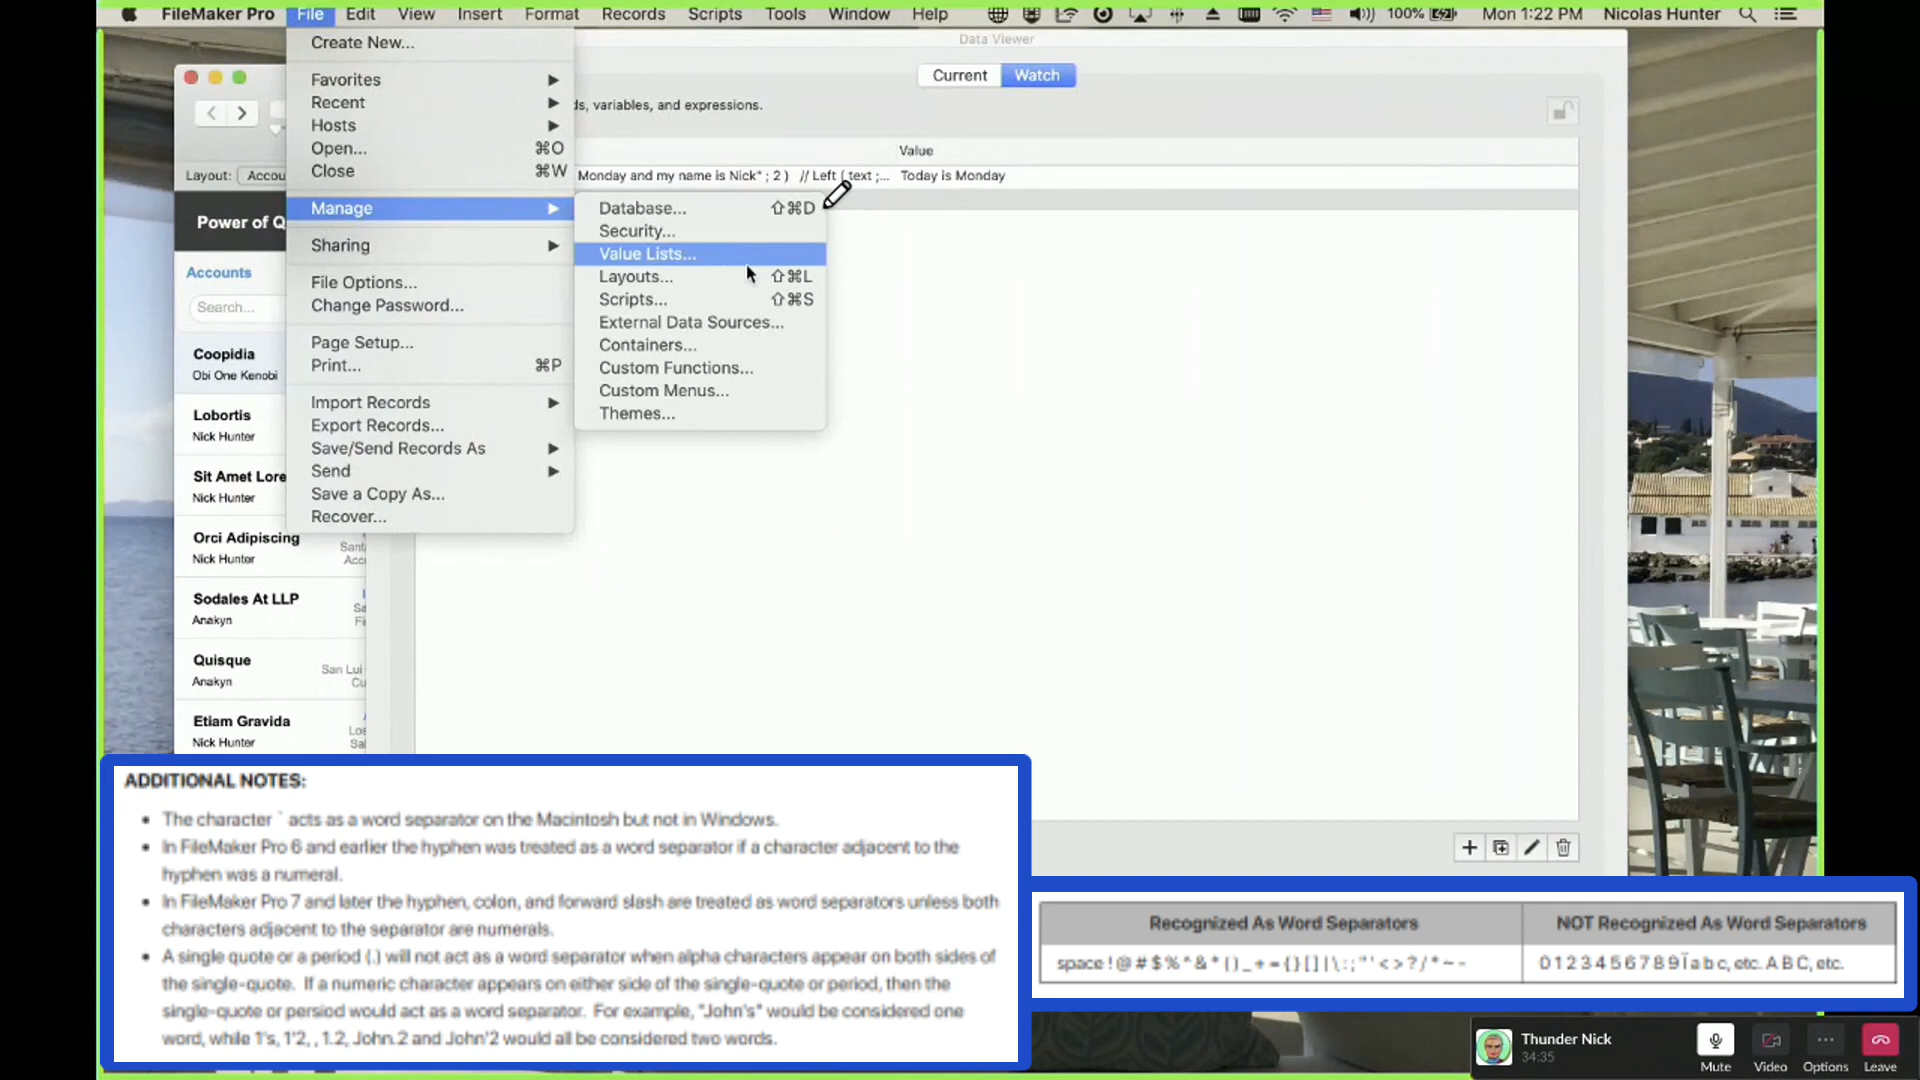 FileMaker Pro File Edit View Insert Format Records Scripts Tools Window Help 100% Mon 1:22 PM Nicolas Hunter
Data Viewer
Current Watch
ds, variables, and expressions.
Value
Monday and my name is Nick" ; 2 ) // Left ( text ;... Today is Monday
Create New...
Favorites
Recent
Hosts
Open... ⌘O
Close ⌘W
Manage
Sharing
File Options...
Change Password...
Page Setup...
Print... ⌘P
Import Records
Export Records...
Save/Send Records As
Send
Save a Copy As...
Recover...
Database... ⇧⌘D
Security...
Value Lists...
Layouts... ⇧⌘L
Scripts... ⇧⌘S
External Data Sources...
Containers...
Custom Functions...
Custom Menus...
Themes...
Layout: Accou
Power of Q
Accounts
Search...
Coopidia
Obi One Kenobi
Lobortis
Nick Hunter
Sit Amet Lore
Nick Hunter
Orci Adipiscing
Nick Hunter
Santa
Acc
Sodales At LLP
Anakyn
Sa
Fi
Quisque
Anakyn
San Lui
Cu
Etiam Gravida
Nick Hunter
Los
Sal
ADDITIONAL NOTES:
• The character ` acts as a word separator on the Macintosh but not in Windows.
• In FileMaker Pro 6 and earlier the hyphen was treated as a word separator if a character adjacent to the
hyphen was a numeral.
• In FileMaker Pro 7 and later the hyphen, colon, and forward slash are treated as word separators unless both
characters adjacent to the separator are numerals.
• A single quote or a period (.) will not act as a word separator when alpha characters appear on both sides of
the single-quote. If a numeric character appears on either side of the single-quote or period, then the
single-quote or persiod would act as a word separator. For example, "John's" would be considered one
word, while 1's, 1'2, , 1.2, John.2 and John'2 would all be considered two words.
Recognized As Word Separators NOT Recognized As Word Separators
space ! @ # $ % ^ & * ( ) _ + = { } [ ] | \ : ; " ' < > ? / * ~ - 0 1 2 3 4 5 6 7 8 9 Ï a b c, etc. A B C, etc.
Thunder Nick
34:35
Mute Video Options Leave